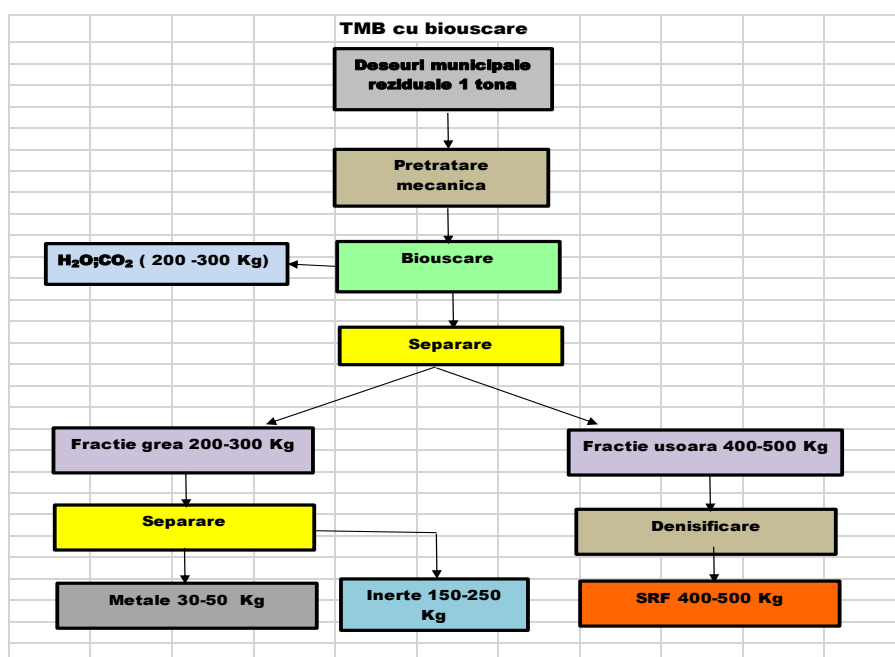 TMB cu biouscare
Deseuri municipale
reziduale 1 tona
Pretratare
mecanica
H₂O;CO₂ ( 200 -300 Kg)
Biouscare
Separare
Fractie grea 200-300 Kg
Fractie usoara 400-500 Kg
Separare
Denisificare
Metale 30-50 Kg
Inerte 150-250
Kg
SRF 400-500 Kg